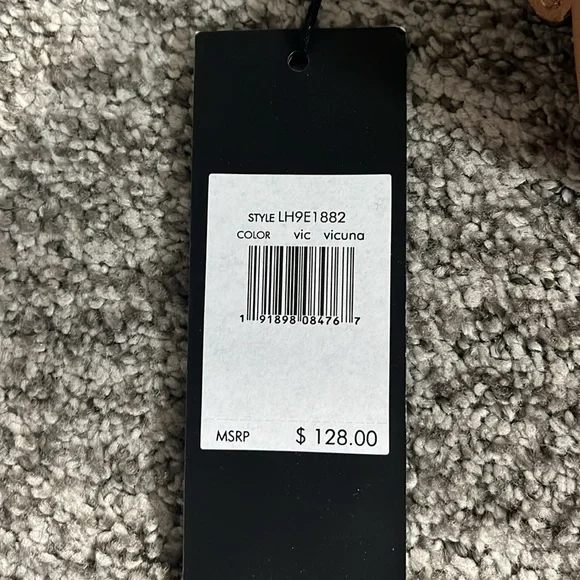 STYLE LH9E1882
COLOR vic vicuna
1 91898 08476 7
MSRP $ 128.00